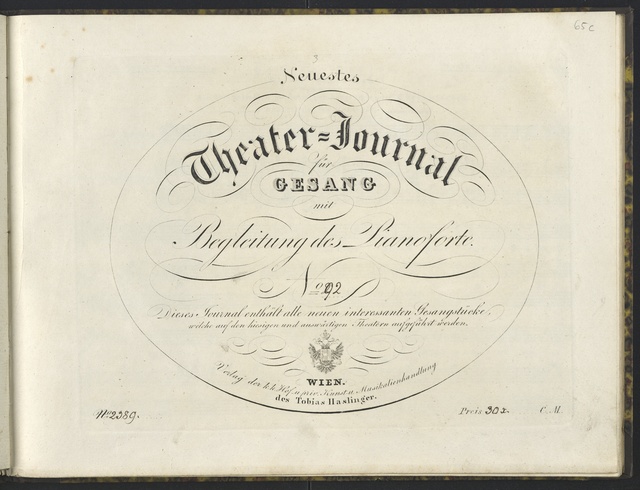 65c
3
Neuestes
Theater=Journal
für
GESANG
mit
Begleitung des Pianoforte.
No 92
Dieses Journal enthält alle neuen interessanten Gesangstücke,
welche auf den hiesigen und auswärtigen Theatern aufgeführt werden.
WIEN.
Verlag der k.k. Hof- u. priv. Kunst- u. Musikalienhandlung
des Tobias Haslinger.
No 2389.
Preis 30x.
C. M.